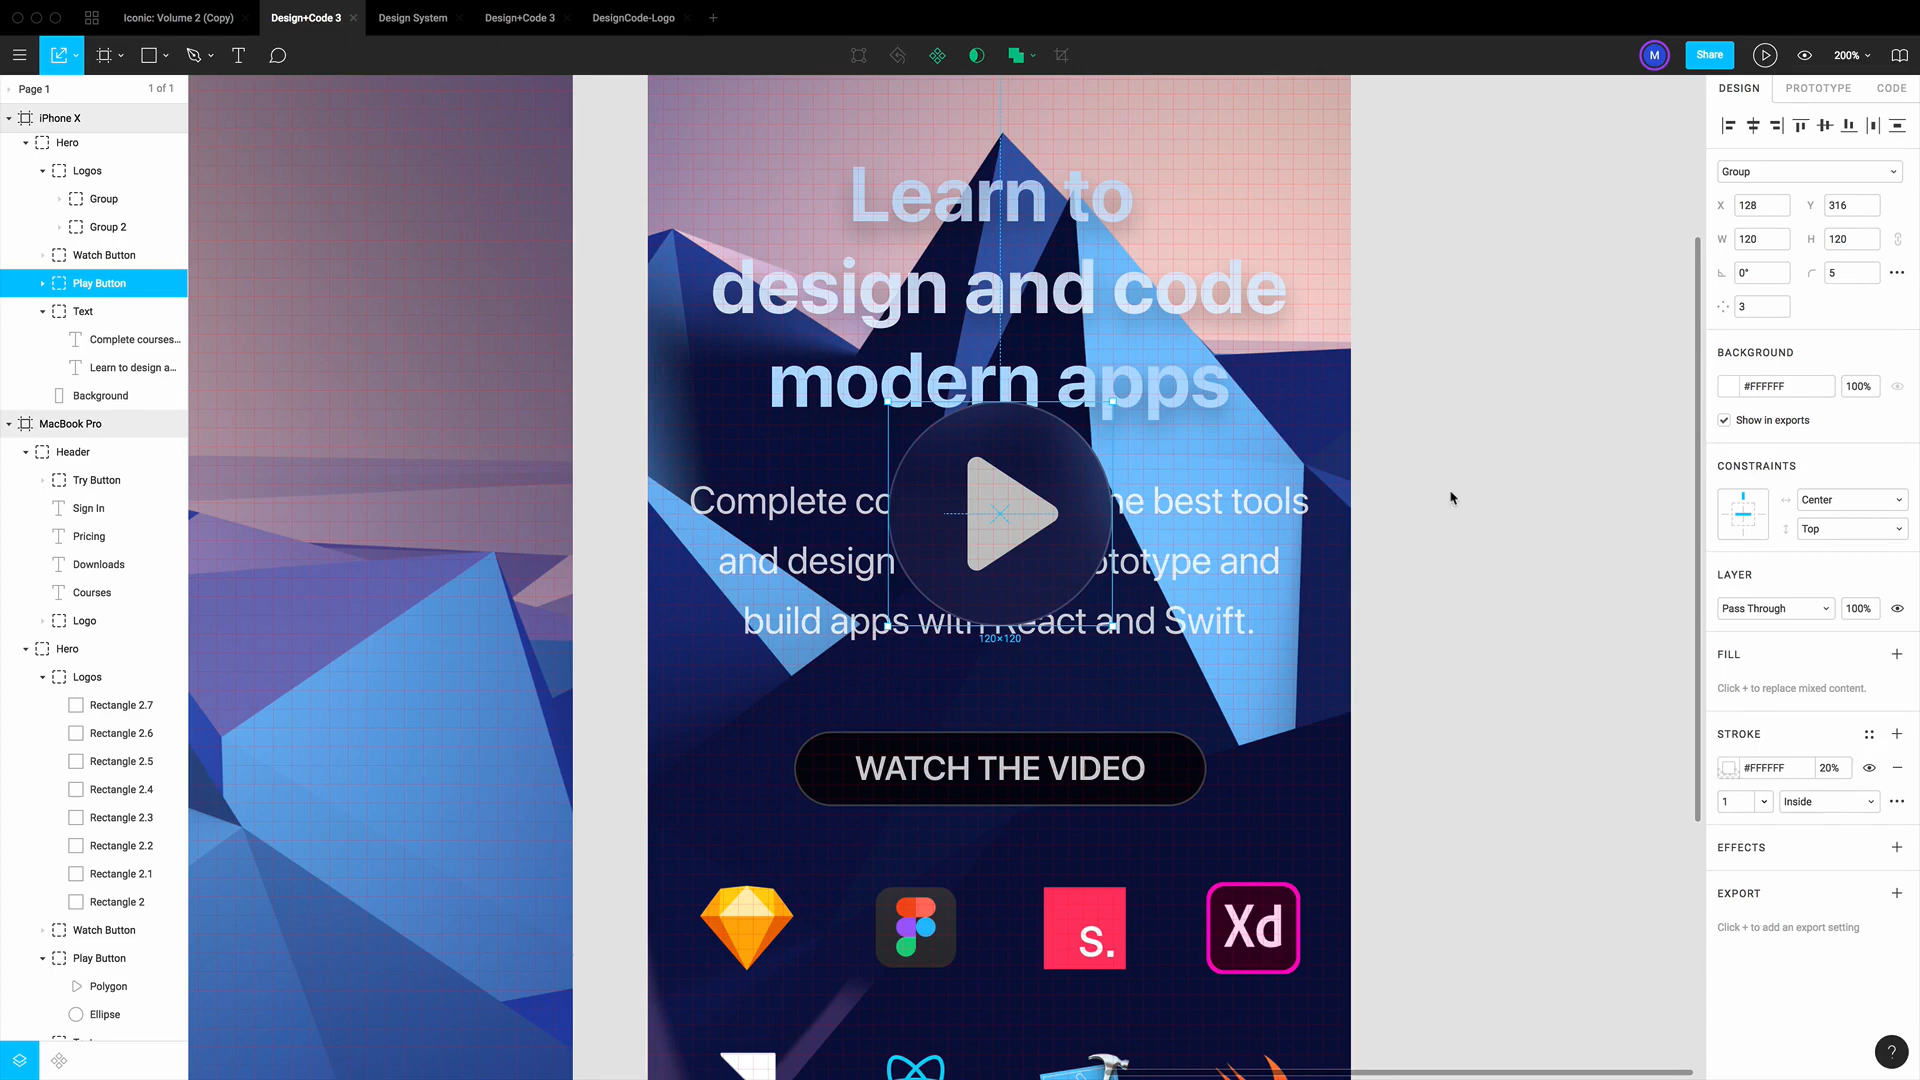 Iconic: Volume 2 (Copy)
Design+Code 3
Design System
Design+Code 3
DesignCode-Logo
M
Share
200%
Page 1
1 of 1
iPhone X
Hero
Logos
Group
Group 2
Watch Button
Play Button
Text
Complete courses...
Learn to design a...
Background
MacBook Pro
Header
Try Button
Sign In
Pricing
Downloads
Courses
Logo
Hero
Logos
Rectangle 2.7
Rectangle 2.6
Rectangle 2.5
Rectangle 2.4
Rectangle 2.3
Rectangle 2.2
Rectangle 2.1
Rectangle 2
Watch Button
Play Button
Polygon
Ellipse
Learn to
design and code
modern apps
Complete co he best tools
and design ototype and
build apps with React and Swift.
120×120
WATCH THE VIDEO
s.
Xd
DESIGN
PROTOTYPE
CODE
Group
X 128 Y 316
W 120 H 120
0° 5
3
BACKGROUND
#FFFFFF 100%
Show in exports
CONSTRAINTS
Center
Top
LAYER
Pass Through 100%
FILL
Click + to replace mixed content.
STROKE
#FFFFFF 20%
1 Inside
EFFECTS
EXPORT
Click + to add an export setting
?